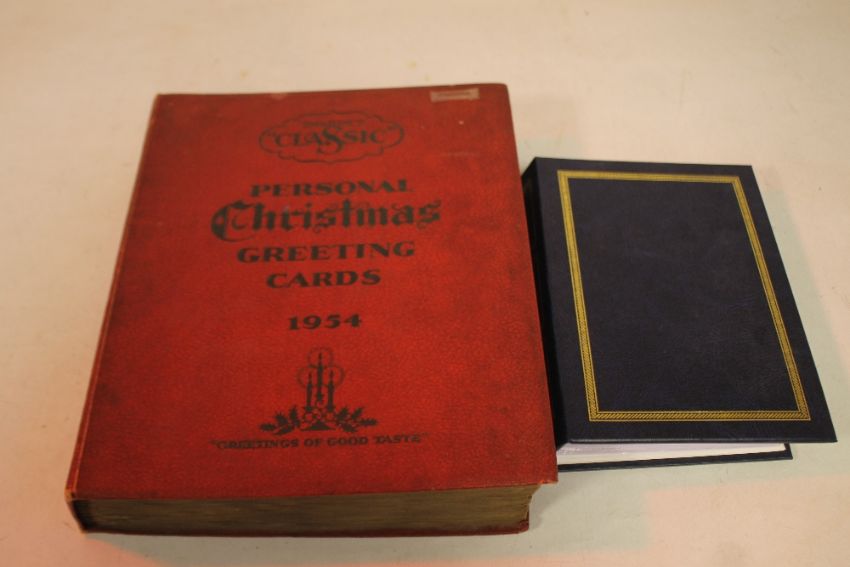 "CLASSIC"
PERSONAL
Christmas
GREETING
CARDS
1954
"GREETINGS OF GOOD TASTE"